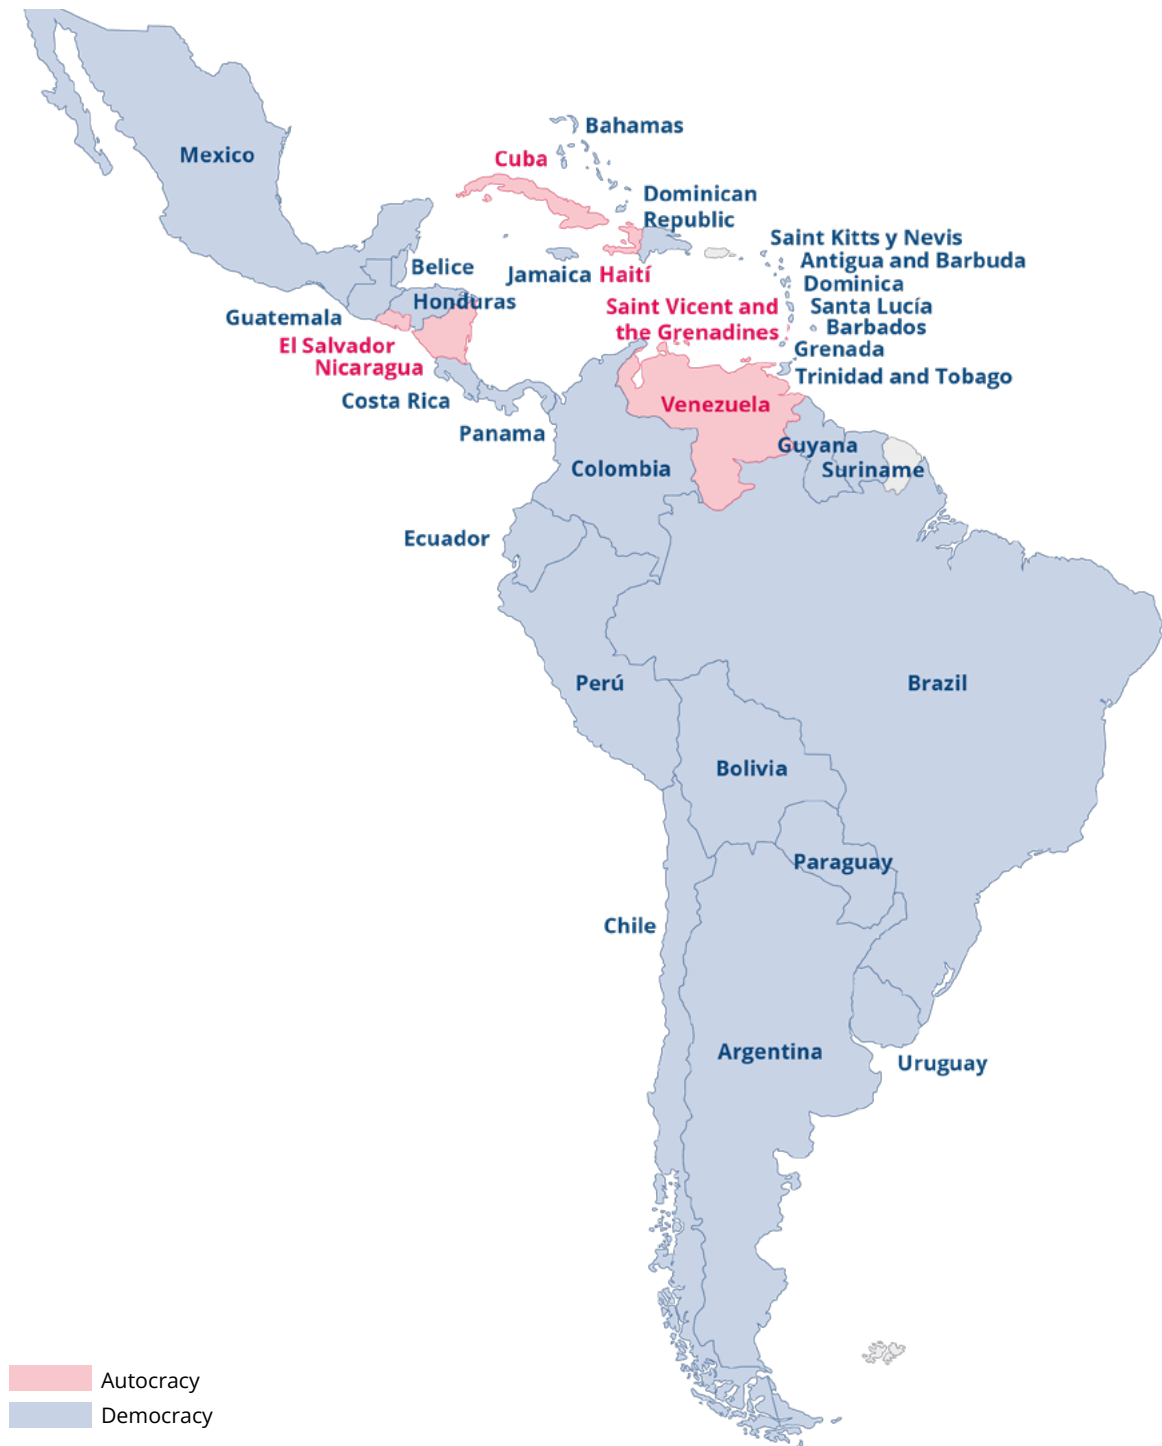 Bahamas
Mexico
Cuba
Dominican
Republic
Saint Kitts y Nevis
Antigua and Barbuda
Belice
Jamaica
Haití
Dominica
Honduras
Saint Vicent and
the Grenadines
Santa Lucía
Guatemala
Barbados
El Salvador
Grenada
Nicaragua
Trinidad and Tobago
Costa Rica
Venezuela
Panama
Guyana
Colombia
Suriname
Ecuador
Perú
Brazil
Bolivia
Paraguay
Chile
Argentina
Uruguay
Autocracy
Democracy